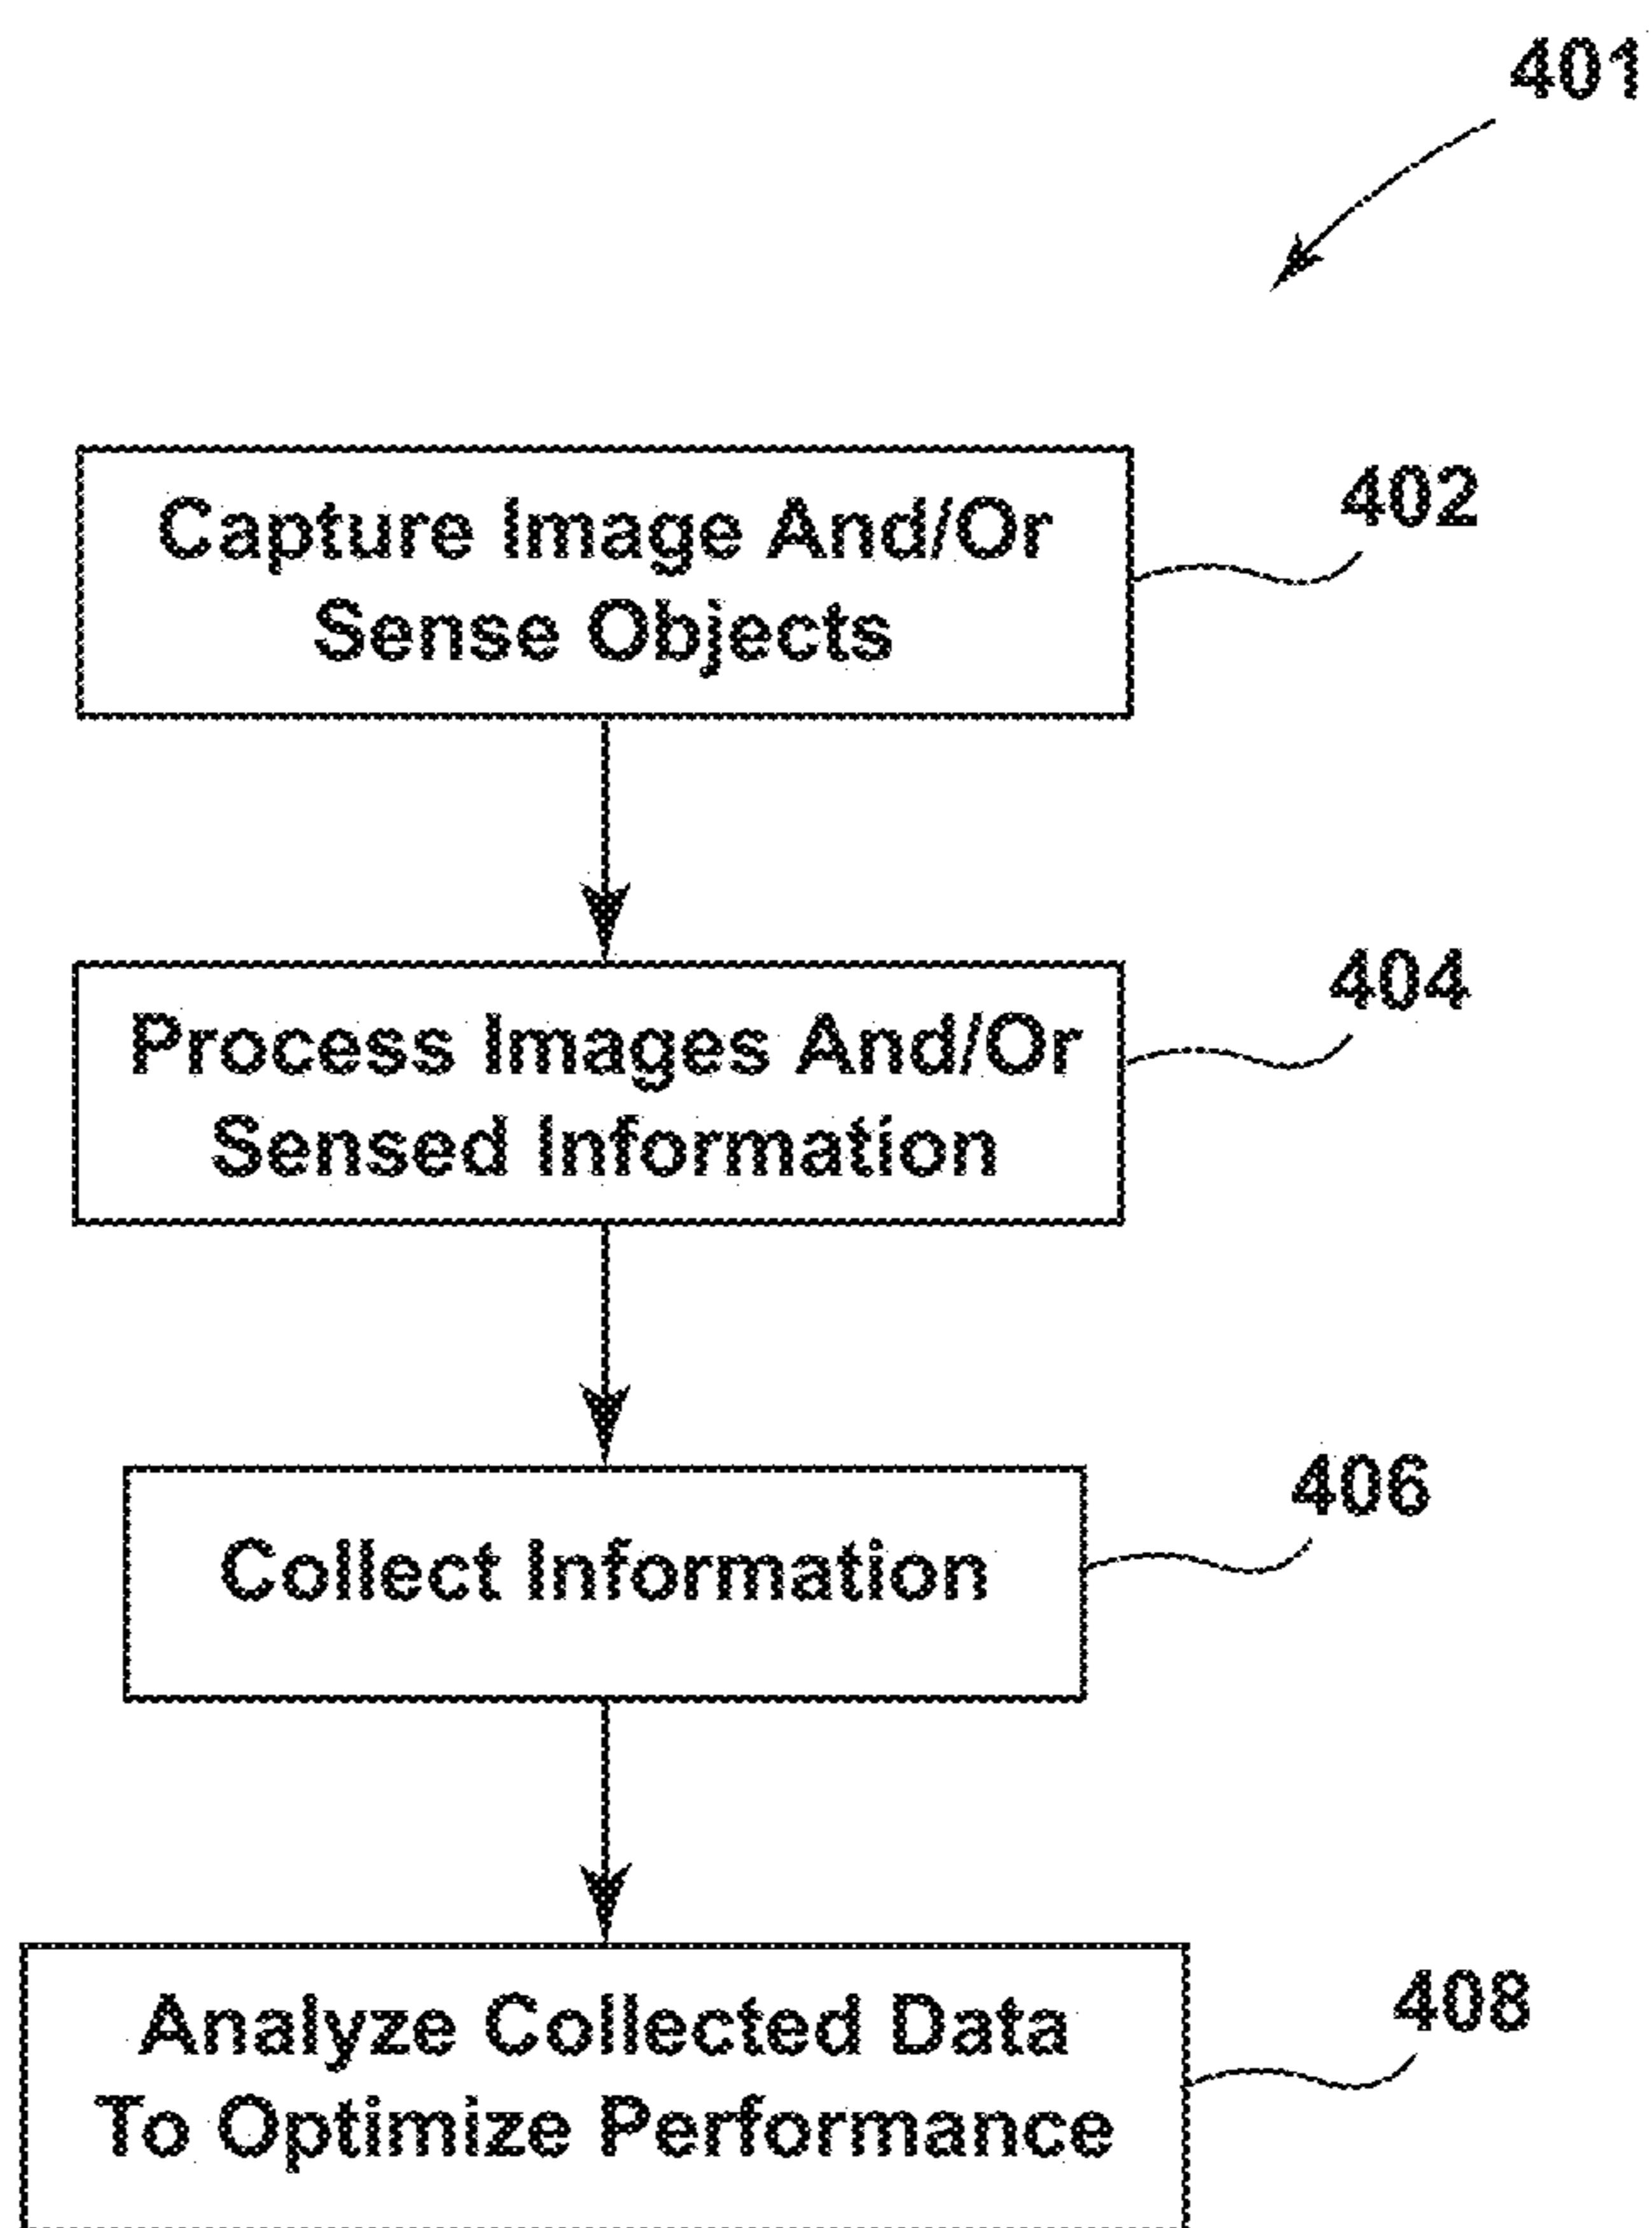 401
Capture Image And/Or
Sense Objects
402
Process Images And/Or
Sensed Information
404
Collect Information
406
Analyze Collected Data
To Optimize Performance
408